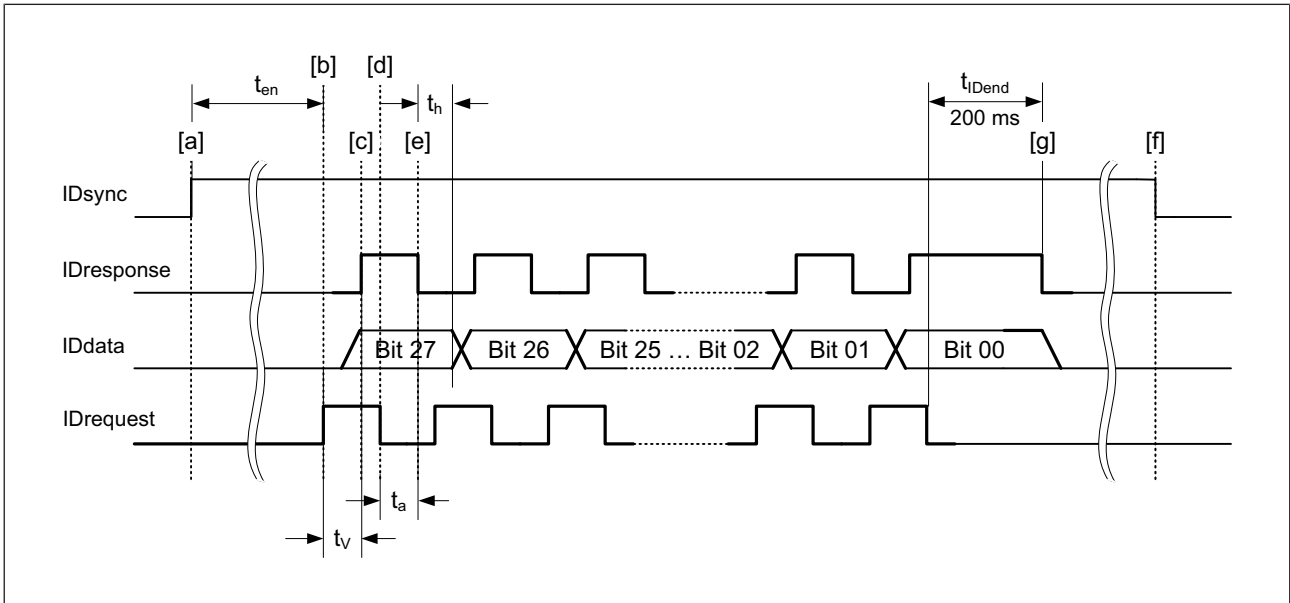 [b] [d]
t_en t_h t_IDend
200 ms
[a] [c] [e] [g] [f]
IDsync
IDresponse
IDdata Bit 27 Bit 26 Bit 25 ... Bit 02 Bit 01 Bit 00
IDrequest
t_a
t_V